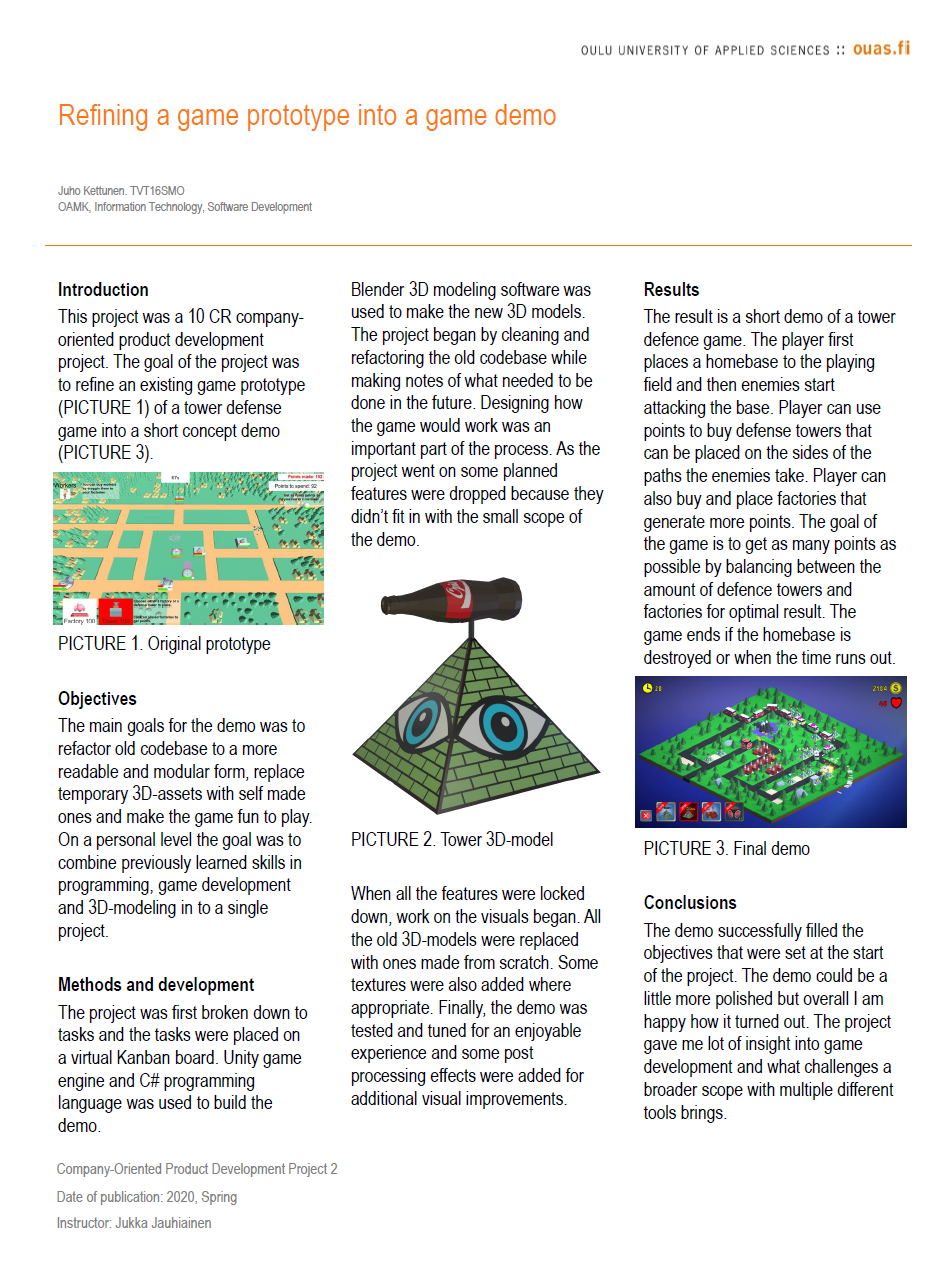 OULU UNIVERSITY OF APPLIED SCIENCES :: ouas.fi
Refining a game prototype into a game demo
Juho Kettunen. TVT16SMO
OAMK, Information Technology, Software Development
Introduction
This project was a 10 CR company-
oriented product development
project. The goal of the project was
to refine an existing game prototype
(PICTURE 1) of a tower defense
game into a short concept demo
(PICTURE 3).
Workers
67s
Points made: 192
Points to spend: 92
Factory 100
PICTURE 1. Original prototype
Objectives
The main goals for the demo was to
refactor old codebase to a more
readable and modular form, replace
temporary 3D-assets with self made
ones and make the game fun to play.
On a personal level the goal was to
combine previously learned skills in
programming, game development
and 3D-modeling in to a single
project.
Methods and development
The project was first broken down to
tasks and the tasks were placed on
a virtual Kanban board. Unity game
engine and C# programming
language was used to build the
demo.
Blender 3D modeling software was
used to make the new 3D models.
The project began by cleaning and
refactoring the old codebase while
making notes of what needed to be
done in the future. Designing how
the game would work was an
important part of the process. As the
project went on some planned
features were dropped because they
didn't fit in with the small scope of
the demo.
PICTURE 2. Tower 3D-model
When all the features were locked
down, work on the visuals began. All
the old 3D-models were replaced
with ones made from scratch. Some
textures were also added where
appropriate. Finally, the demo was
tested and tuned for an enjoyable
experience and some post
processing effects were added for
additional visual improvements.
Results
The result is a short demo of a tower
defence game. The player first
places a homebase to the playing
field and then enemies start
attacking the base. Player can use
points to buy defense towers that
can be placed on the sides of the
paths the enemies take. Player can
also buy and place factories that
generate more points. The goal of
the game is to get as many points as
possible by balancing between the
amount of defence towers and
factories for optimal result. The
game ends if the homebase is
destroyed or when the time runs out.
2184
PICTURE 3. Final demo
Conclusions
The demo successfully filled the
objectives that were set at the start
of the project. The demo could be a
little more polished but overall I am
happy how it turned out. The project
gave me lot of insight into game
development and what challenges a
broader scope with multiple different
tools brings.
Company-Oriented Product Development Project 2
Date of publication: 2020, Spring
Instructor: Jukka Jauhiainen